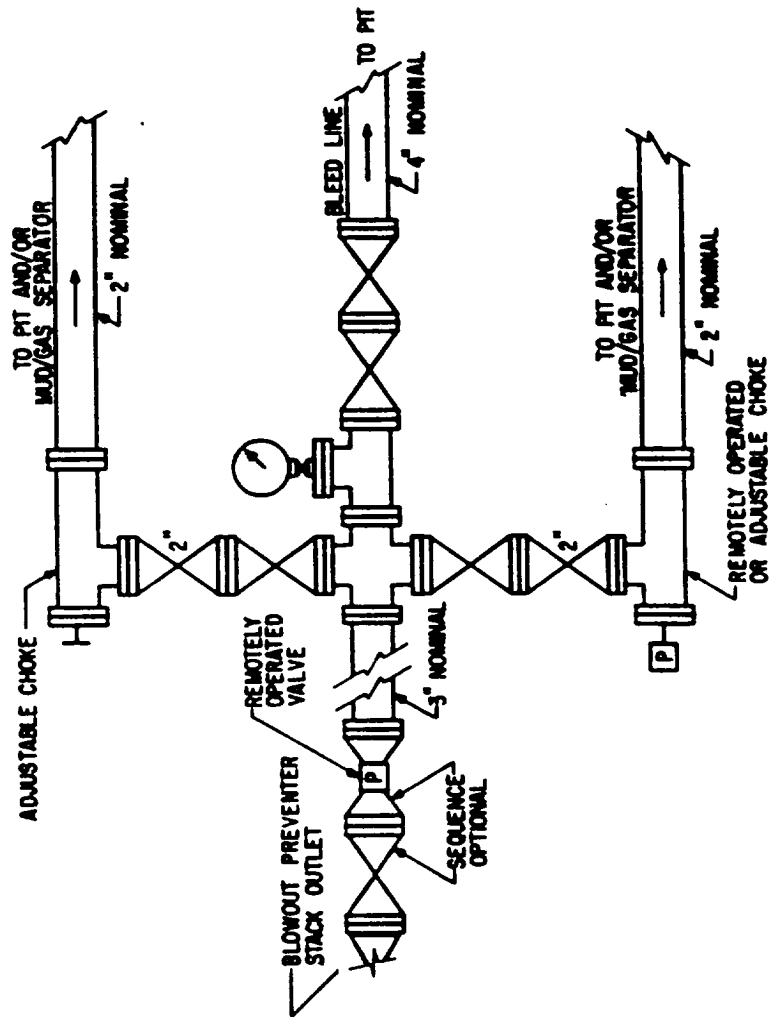 ADJUSTABLE CHOKE
TO PIT AND/OR
MUD/GAS SEPARATOR
2" NOMINAL
2"
BLOWOUT PREVENTER
STACK OUTLET
REMOTELY
OPERATED
VALVE
P
SEQUENCE
OPTIONAL
3" NOMINAL
BLEED LINE
TO PIT
4" NOMINAL
2"
P
TO PIT AND/OR
MUD/GAS SEPARATOR
2" NOMINAL
REMOTELY OPERATED
OR ADJUSTABLE CHOKE